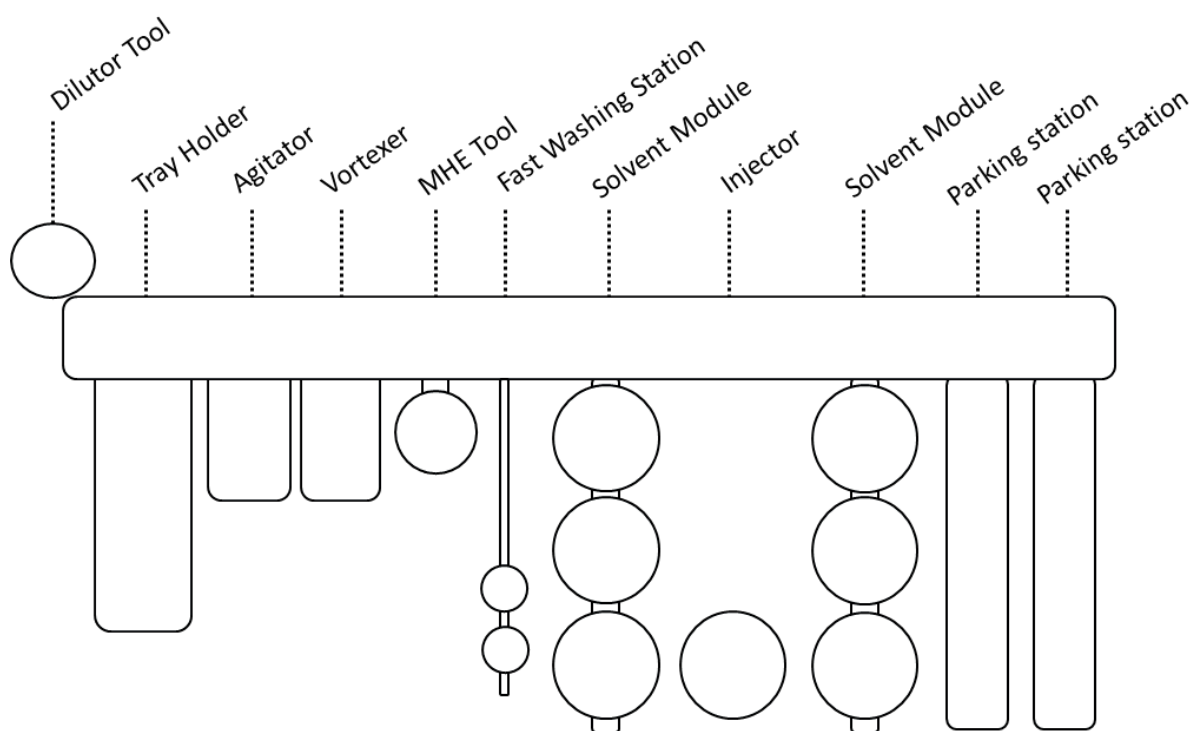 Dilutor Tool
Tray Holder
Agitator
Vortexer
MHE Tool
Fast Washing Station
Solvent Module
Injector
Solvent Module
Parking station
Parking station